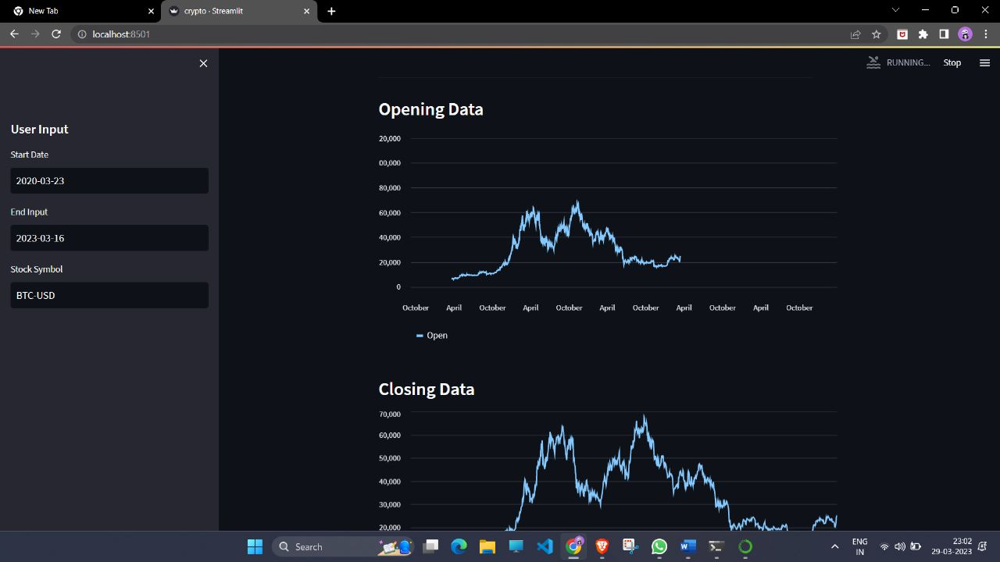 New Tab
crypto · Streamlit
localhost:8501
RUNNING...
Stop
User Input
Start Date
2020-03-23
End Input
2023-03-16
Stock Symbol
BTC-USD
Opening Data
20,000
00,000
80,000
60,000
40,000
20,000
0
October April October April October April October April October April October
Open
Closing Data
70,000
60,000
50,000
40,000
30,000
20,000
Search
ENG
IN
23:02
29-03-2023